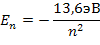 Eₙ = − 13,6эВ / n²